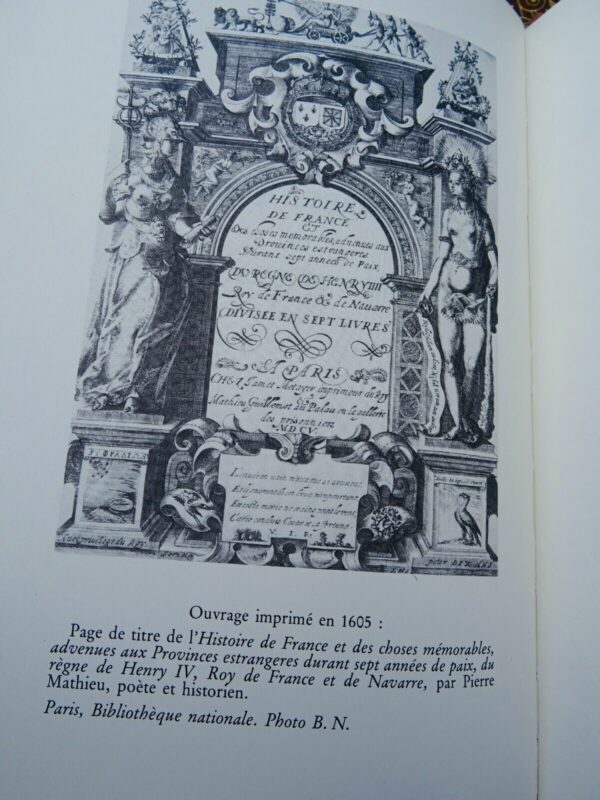 HISTOIRE
DE FRANCE
ET
Des choses memorables, advenues aux
Provinces estrangeres
Durant sept années de Paix
DU REGNE DE HENRY IIII
Roy de France & de Navarre
DIVISEE EN SEPT LIVRES
A PARIS
CHEZ Jamet Metayer imprimeur du Roy
Mathieu Guillemot au Palais en la gallerie
des prisonniers
MDCV
Ouvrage imprimé en 1605 :
Page de titre de l'Histoire de France et des choses mémorables,
advenues aux Provinces estrangeres durant sept années de paix, du
règne de Henry IV, Roy de France et de Navarre, par Pierre
Mathieu, poète et historien.
Paris, Bibliothèque nationale. Photo B. N.